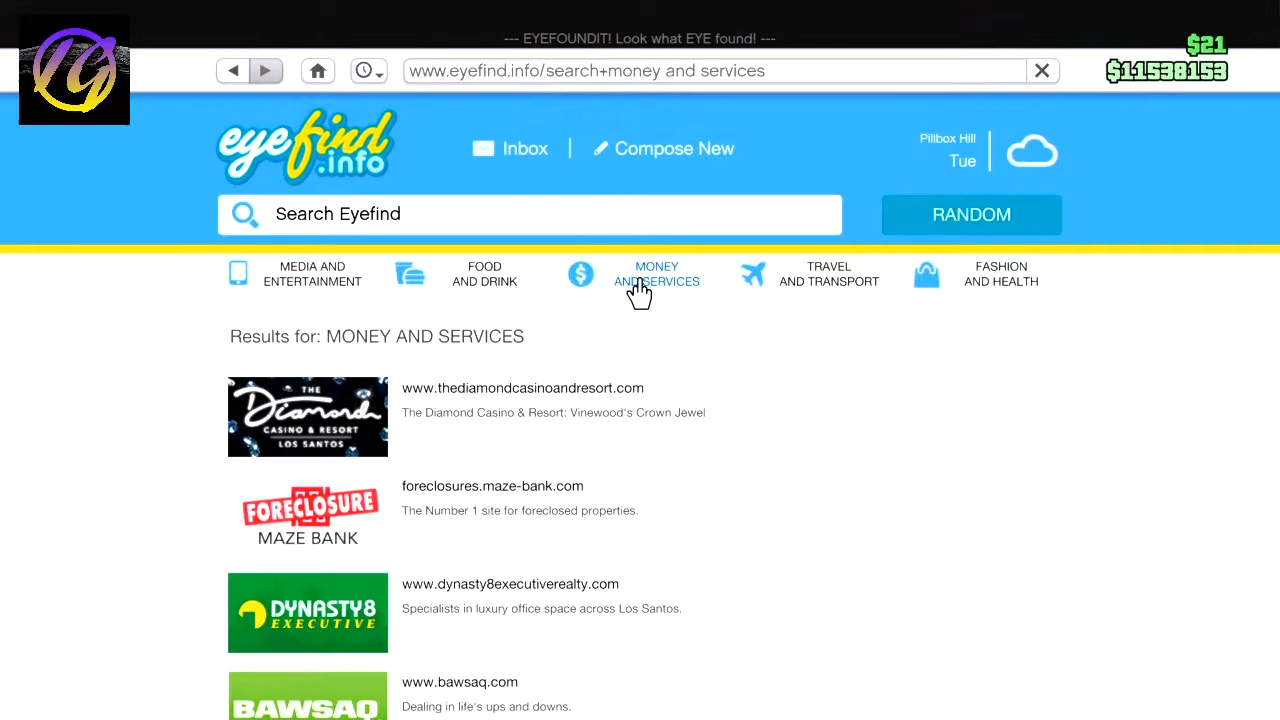 --- EYEFOUNDIT! Look what EYE found! ---
$21
$11538153
www.eyefind.info/search+money and services
eyefind
.info
Inbox
Compose New
Pillbox Hill
Tue
Search Eyefind
RANDOM
MEDIA AND
ENTERTAINMENT
FOOD
AND DRINK
MONEY
AND SERVICES
TRAVEL
AND TRANSPORT
FASHION
AND HEALTH
Results for: MONEY AND SERVICES
THE
Diamond
CASINO & RESORT
LOS SANTOS
www.thediamondcasinoandresort.com
The Diamond Casino & Resort: Vinewood's Crown Jewel
FORECLOSURE
MAZE BANK
foreclosures.maze-bank.com
The Number 1 site for foreclosed properties.
DYNASTY8
EXECUTIVE
www.dynasty8executiverealty.com
Specialists in luxury office space across Los Santos.
BAWSAQ
www.bawsaq.com
Dealing in life's ups and downs.